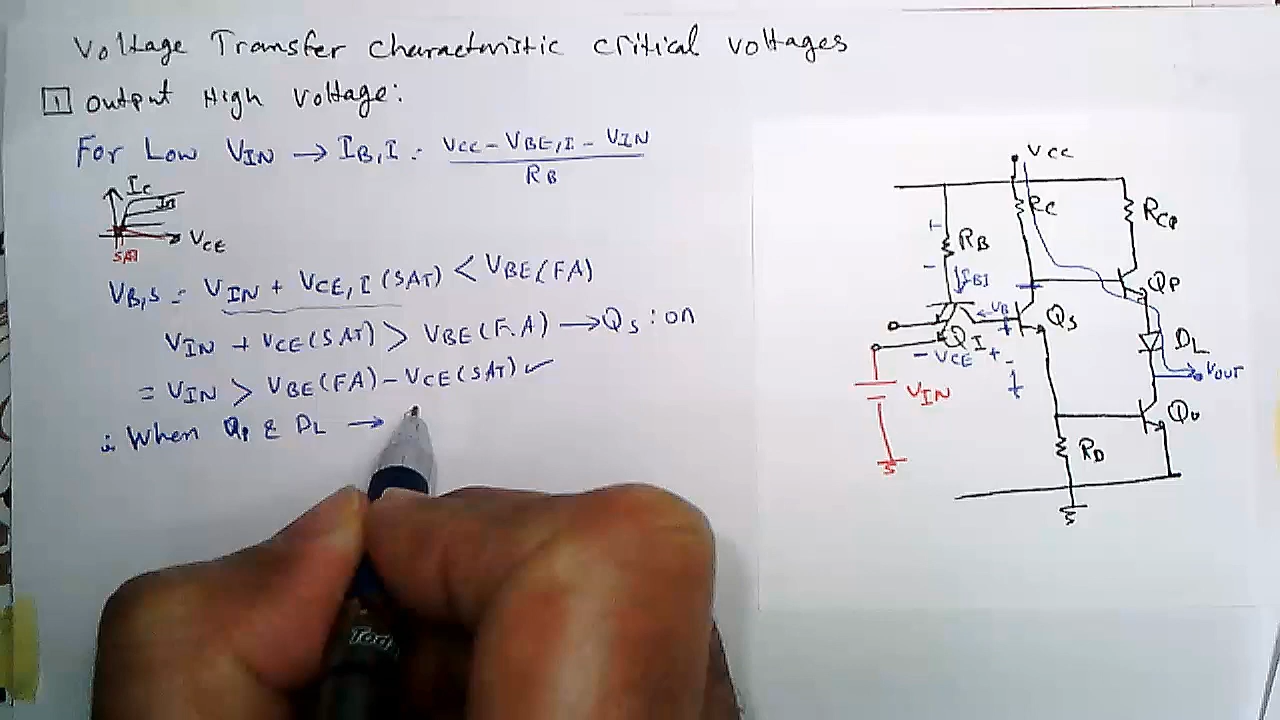 Voltage Transfer charactenistic critical voltages
1 output High Voltage:
For Low VIN → IB,I = VCC - VBE,I - VIN
RB
IC
VCE
SAT
VB,S = VIN + VCE,I (SAT) < VBE(FA)
VIN + VCE(SAT) > VBE(F.A) → QS : on
= VIN > VBE(FA) - VCE(SAT) ✓
∴ When QP & DL →
VCC
RC
RCP
+
RB
-
IBI
QP
VB
QS
QI
+
DL
- VCE +
-
VOUT
+
VIN
QO
RD